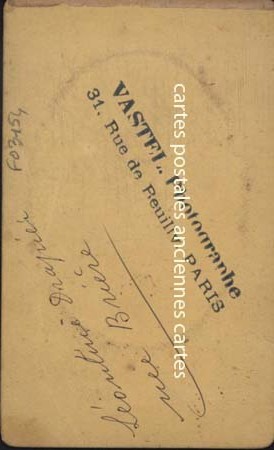 F03154
VASTEL, Photographe
31, Rue de Reuilly, PARIS
cartes postales anciennes cartes
Léontine Drapier
née Brière